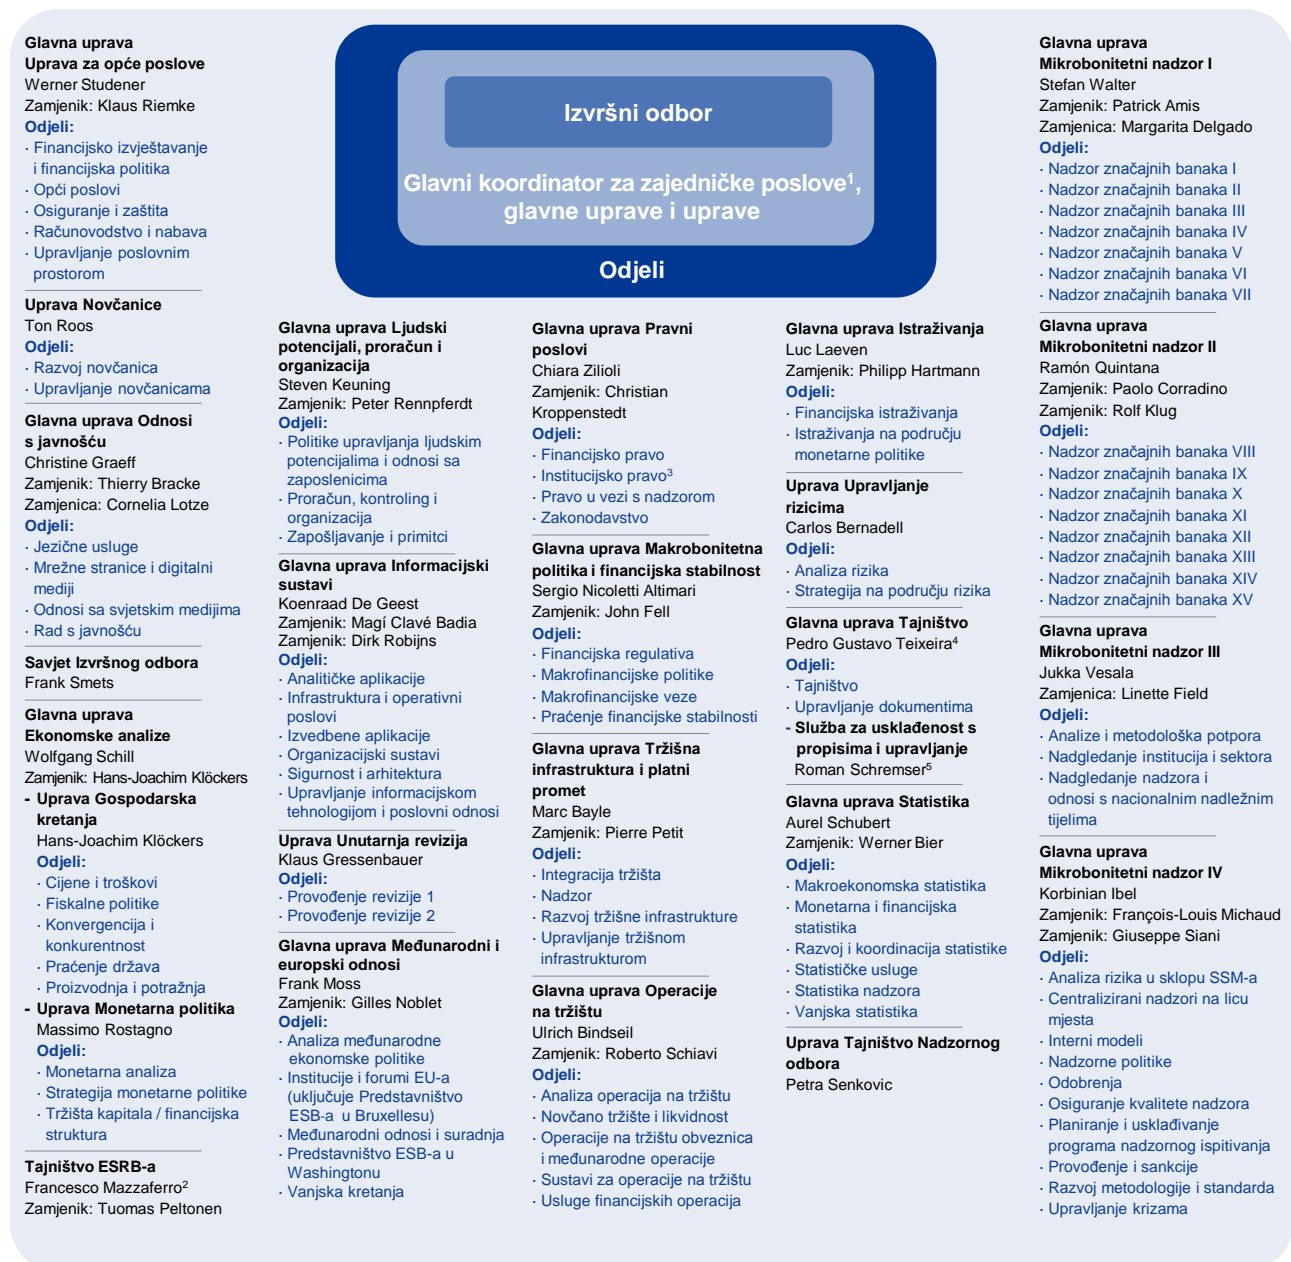 Glavna uprava
Uprava za opće poslove
Werner Studener
Zamjenik: Klaus Riemke
Odjeli:
· Financijsko izvještavanje
i financijska politika
· Opći poslovi
· Osiguranje i zaštita
· Računovodstvo i nabava
· Upravljanje poslovnim
prostorom
Uprava Novčanice
Ton Roos
Odjeli:
· Razvoj novčanica
· Upravljanje novčanicama
Glavna uprava Odnosi
s javnošću
Christine Graeff
Zamjenik: Thierry Bracke
Zamjenica: Cornelia Lotze
Odjeli:
· Jezične usluge
· Mrežne stranice i digitalni
mediji
· Odnosi sa svjetskim medijima
· Rad s javnošću
Savjet Izvršnog odbora
Frank Smets
Glavna uprava
Ekonomske analize
Wolfgang Schill
Zamjenik: Hans-Joachim Klöckers
- Uprava Gospodarska
kretanja
Hans-Joachim Klöckers
Odjeli:
· Cijene i troškovi
· Fiskalne politike
· Konvergencija i
konkurentnost
· Praćenje država
· Proizvodnja i potražnja
- Uprava Monetarna politika
Massimo Rostagno
Odjeli:
· Monetarna analiza
· Strategija monetarne politike
· Tržišta kapitala / financijska
struktura
Tajništvo ESRB-a
Francesco Mazzaferro²
Zamjenik: Tuomas Peltonen
Izvršni odbor
Glavni koordinator za zajedničke poslove¹,
glavne uprave i uprave
Odjeli
Glavna uprava Ljudski
potencijali, proračun i
organizacija
Steven Keuning
Zamjenik: Peter Rennpferdt
Odjeli:
· Politike upravljanja ljudskim
potencijalima i odnosi sa
zaposlenicima
· Proračun, kontroling i
organizacija
· Zapošljavanje i primitci
Glavna uprava Informacijski
sustavi
Koenraad De Geest
Zamjenik: Magí Clavé Badia
Zamjenik: Dirk Robijns
Odjeli:
· Analitičke aplikacije
· Infrastruktura i operativni
poslovi
· Izvedbene aplikacije
· Organizacijski sustavi
· Sigurnost i arhitektura
· Upravljanje informacijskom
tehnologijom i poslovni odnosi
Uprava Unutarnja revizija
Klaus Gressenbauer
Odjeli:
· Provođenje revizije 1
· Provođenje revizije 2
Glavna uprava Međunarodni i
europski odnosi
Frank Moss
Zamjenik: Gilles Noblet
Odjeli:
· Analiza međunarodne
ekonomske politike
· Institucije i forumi EU-a
(uključuje Predstavništvo
ESB-a u Bruxellesu)
· Međunarodni odnosi i suradnja
· Predstavništvo ESB-a u
Washingtonu
· Vanjska kretanja
Glavna uprava Pravni
poslovi
Chiara Zilioli
Zamjenik: Christian
Kroppenstedt
Odjeli:
· Financijsko pravo
· Institucijsko pravo³
· Pravo u vezi s nadzorom
· Zakonodavstvo
Glavna uprava Makrobonitetna
politika i financijska stabilnost
Sergio Nicoletti Altimari
Zamjenik: John Fell
Odjeli:
· Financijska regulativa
· Makrofinancijske politike
· Makrofinancijske veze
· Praćenje financijske stabilnosti
Glavna uprava Tržišna
infrastruktura i platni
promet
Marc Bayle
Zamjenik: Pierre Petit
Odjeli:
· Integracija tržišta
· Nadzor
· Razvoj tržišne infrastrukture
· Upravljanje tržišnom
infrastrukturom
Glavna uprava Operacije
na tržištu
Ulrich Bindseil
Zamjenik: Roberto Schiavi
Odjeli:
· Analiza operacija na tržištu
· Novčano tržište i likvidnost
· Operacije na tržištu obveznica
i međunarodne operacije
· Sustavi za operacije na tržištu
· Usluge financijskih operacija
Glavna uprava Istraživanja
Luc Laeven
Zamjenik: Philipp Hartmann
Odjeli:
· Financijska istraživanja
· Istraživanja na području
monetarne politike
Uprava Upravljanje
rizicima
Carlos Bernadell
Odjeli:
· Analiza rizika
· Strategija na području rizika
Glavna uprava Tajništvo
Pedro Gustavo Teixeira⁴
Odjeli:
· Tajništvo
· Upravljanje dokumentima
- Služba za usklađenost s
propisima i upravljanje
Roman Schremser⁵
Glavna uprava Statistika
Aurel Schubert
Zamjenik: Werner Bier
Odjeli:
· Makroekonomska statistika
· Monetarna i financijska
statistika
· Razvoj i koordinacija statistike
· Statističke usluge
· Statistika nadzora
· Vanjska statistika
Uprava Tajništvo Nadzornog
odbora
Petra Senkovic
Glavna uprava
Mikrobonitetni nadzor I
Stefan Walter
Zamjenik: Patrick Amis
Zamjenica: Margarita Delgado
Odjeli:
· Nadzor značajnih banaka I
· Nadzor značajnih banaka II
· Nadzor značajnih banaka III
· Nadzor značajnih banaka IV
· Nadzor značajnih banaka V
· Nadzor značajnih banaka VI
· Nadzor značajnih banaka VII
Glavna uprava
Mikrobonitetni nadzor II
Ramón Quintana
Zamjenik: Paolo Corradino
Zamjenik: Rolf Klug
Odjeli:
· Nadzor značajnih banaka VIII
· Nadzor značajnih banaka IX
· Nadzor značajnih banaka X
· Nadzor značajnih banaka XI
· Nadzor značajnih banaka XII
· Nadzor značajnih banaka XIII
· Nadzor značajnih banaka XIV
· Nadzor značajnih banaka XV
Glavna uprava
Mikrobonitetni nadzor III
Jukka Vesala
Zamjenica: Linette Field
Odjeli:
· Analize i metodološka potpora
· Nadgledanje institucija i sektora
· Nadgledanje nadzora i
odnosi s nacionalnim nadležnim
tijelima
Glavna uprava
Mikrobonitetni nadzor IV
Korbinian Ibel
Zamjenik: François-Louis Michaud
Zamjenik: Giuseppe Siani
Odjeli:
· Analiza rizika u sklopu SSM-a
· Centralizirani nadzori na licu
mjesta
· Interni modeli
· Nadzorne politike
· Odobrenja
· Osiguranje kvalitete nadzora
· Planiranje i usklađivanje
programa nadzornog ispitivanja
· Provođenje i sankcije
· Razvoj metodologije i standarda
· Upravljanje krizama